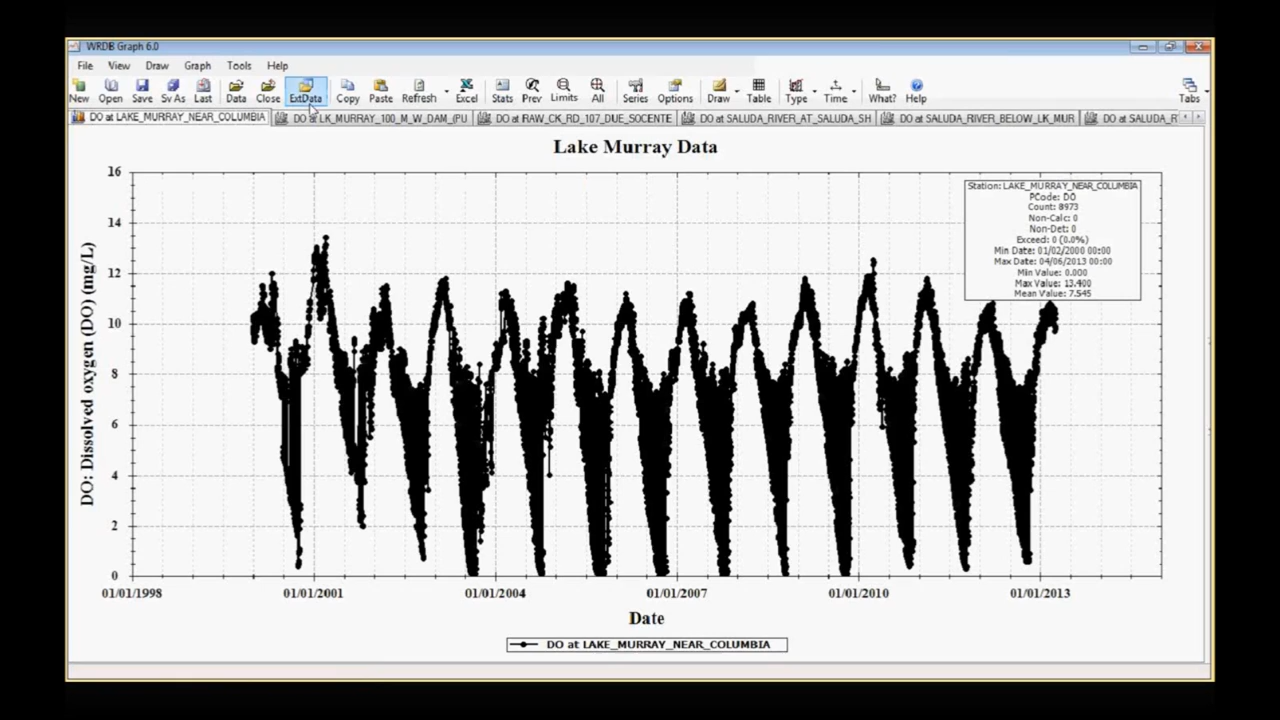 WRDB Graph 6.0
File View Draw Graph Tools Help
New Open Save Sv As Last Data Close ExtData Copy Paste Refresh Excel Stats Prev Limits All Series Options Draw Table Type Time What? Help Tabs
DO at LAKE_MURRAY_NEAR_COLUMBIA DO at LK_MURRAY_100_M_W_DAM_(PU DO at RAW_CK_RD_107_DUE_SOCENTE DO at SALUDA_RIVER_AT_SALUDA_SH DO at SALUDA_RIVER_BELOW_LK_MUR DO at SALUDA_R
Lake Murray Data
Station: LAKE_MURRAY_NEAR_COLUMBIA
PCode: DO
Count: 8973
Non-Calc: 0
Non-Det: 0
Exceed: 0 (0.0%)
Min Date: 01/02/2000 00:00
Max Date: 04/06/2013 00:00
Min Value: 0.000
Max Value: 13.400
Mean Value: 7.545
DO: Dissolved oxygen (DO) (mg/L)
16
14
12
10
8
6
4
2
0
01/01/1998 01/01/2001 01/01/2004 01/01/2007 01/01/2010 01/01/2013
Date
DO at LAKE_MURRAY_NEAR_COLUMBIA